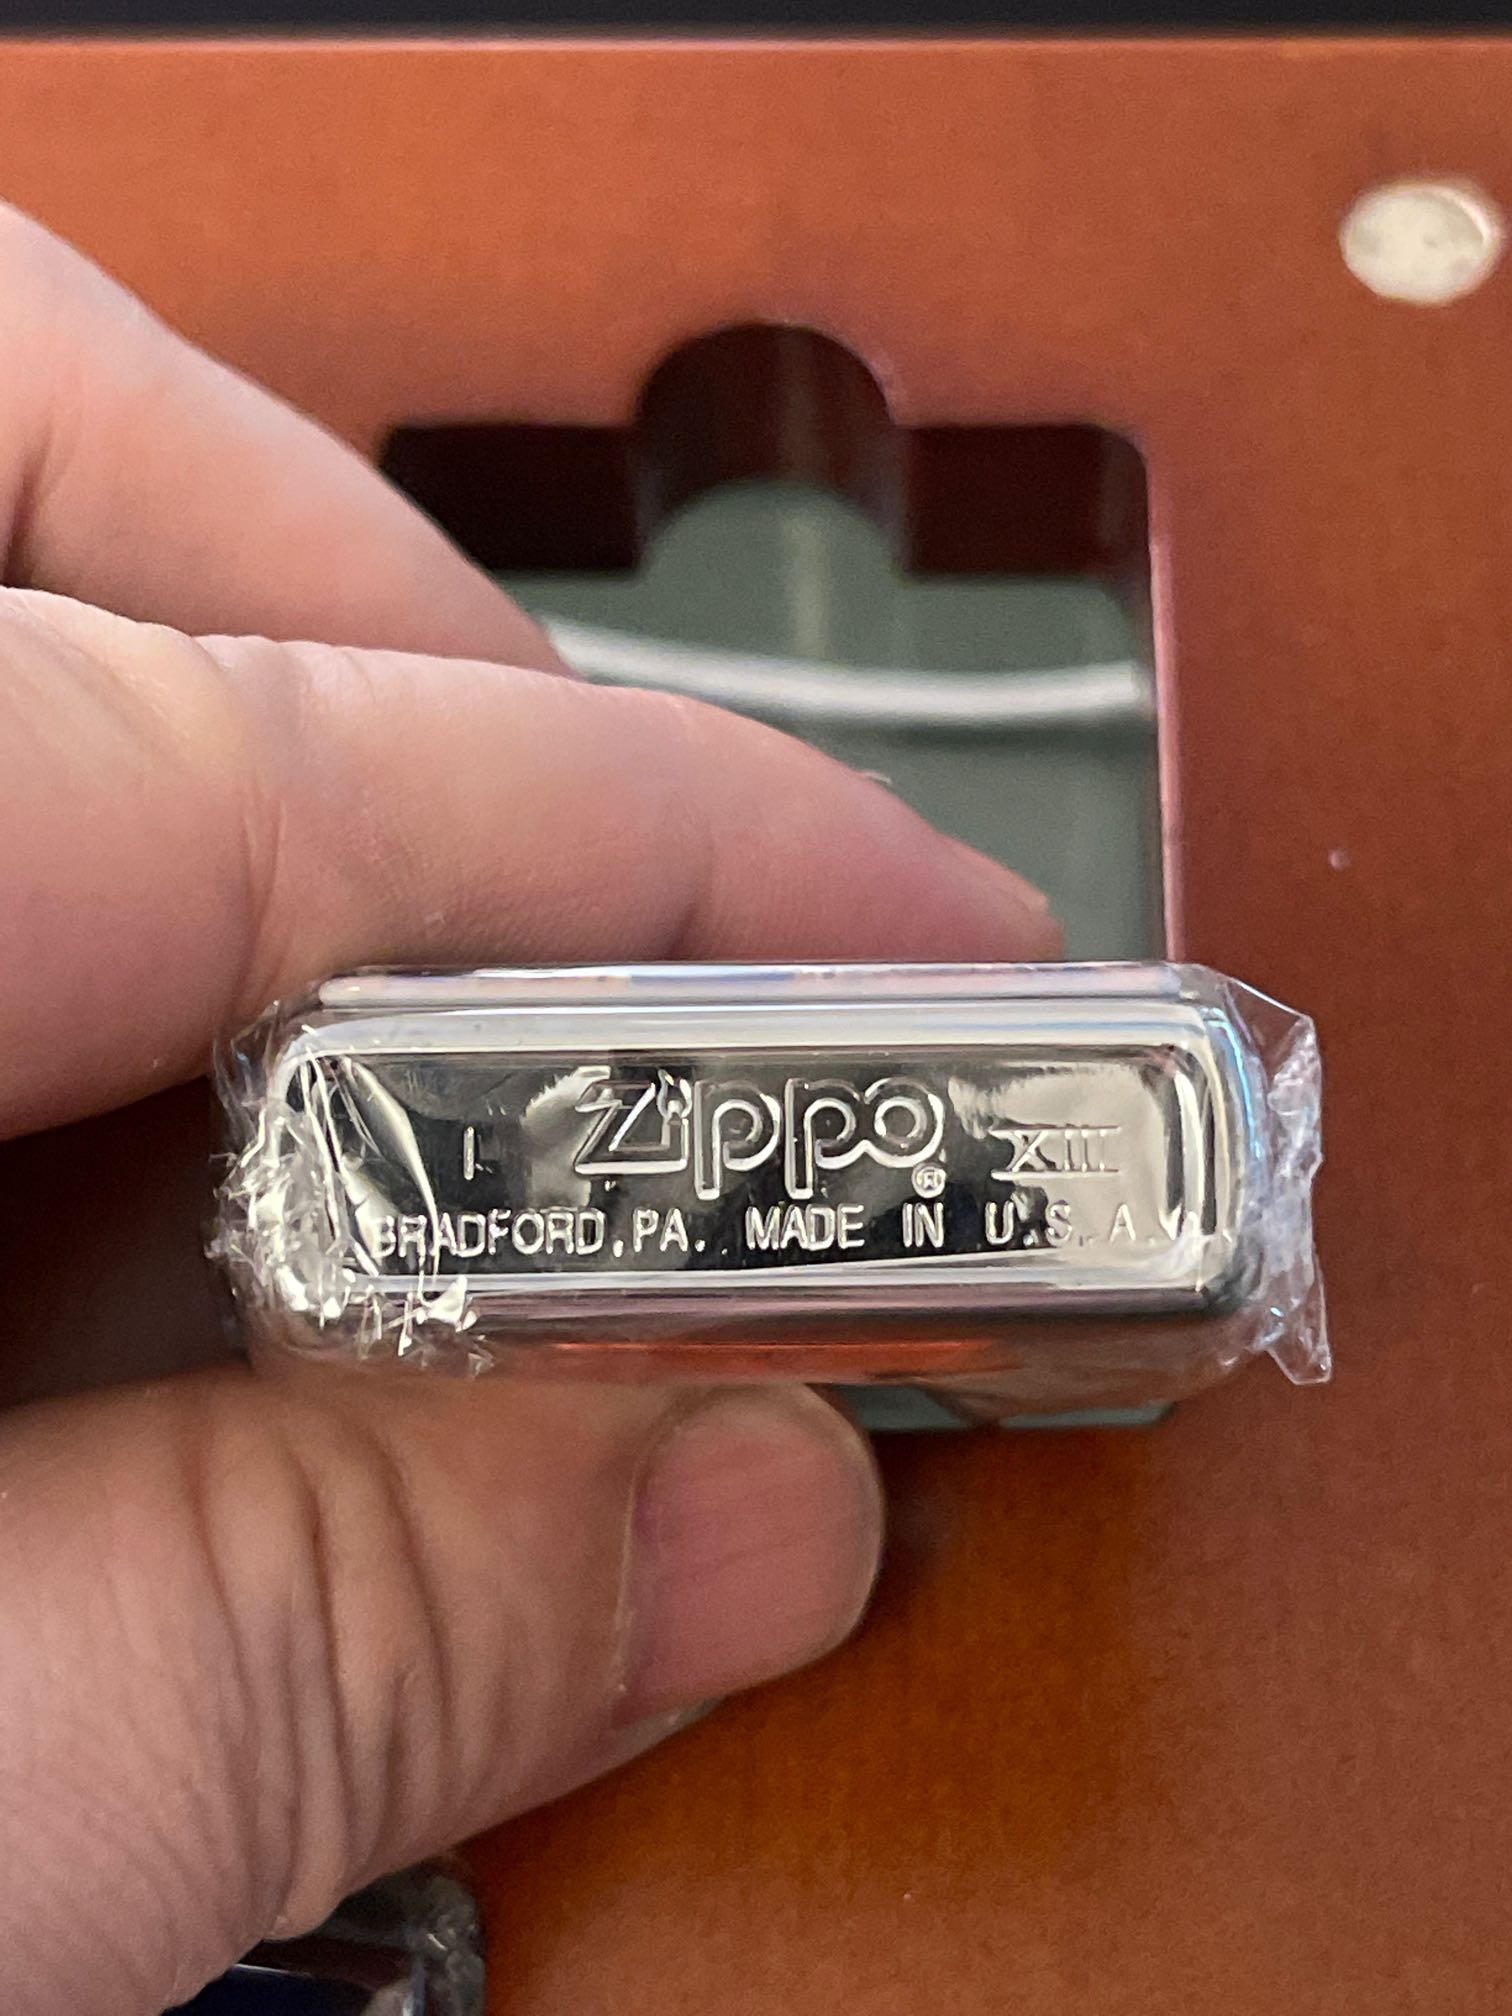 I Zippo ® XIII
BRADFORD, PA. MADE IN U.S.A.